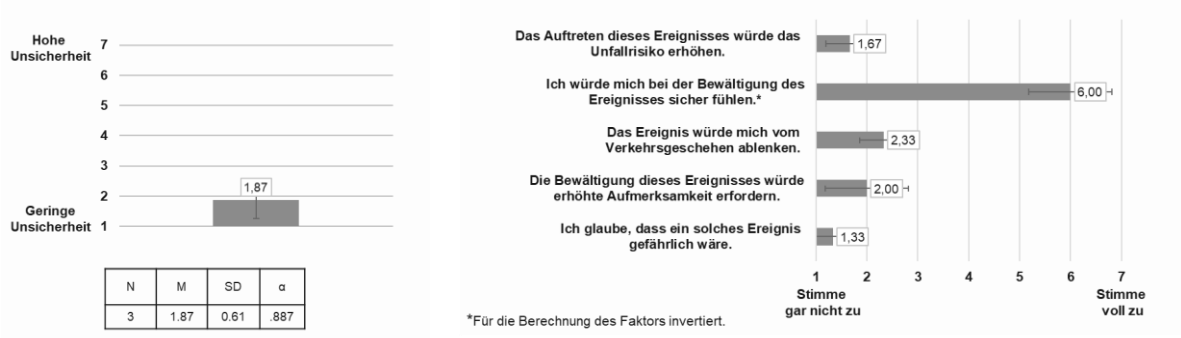 Hohe
Unsicherheit
7
6
5
4
3
2
1
1,87
Geringe
Unsicherheit
N M SD α
3 1.87 0.61 .887
Das Auftreten dieses Ereignisses würde das
Unfallrisiko erhöhen.
1,67
Ich würde mich bei der Bewältigung des
Ereignisses sicher fühlen.*
6,00
Das Ereignis würde mich vom
Verkehrsgeschehen ablenken.
2,33
Die Bewältigung dieses Ereignisses würde
erhöhte Aufmerksamkeit erfordern.
2,00
Ich glaube, dass ein solches Ereignis
gefährlich wäre.
1,33
1 2 3 4 5 6 7
Stimme
gar nicht zu
Stimme
voll zu
*Für die Berechnung des Faktors invertiert.